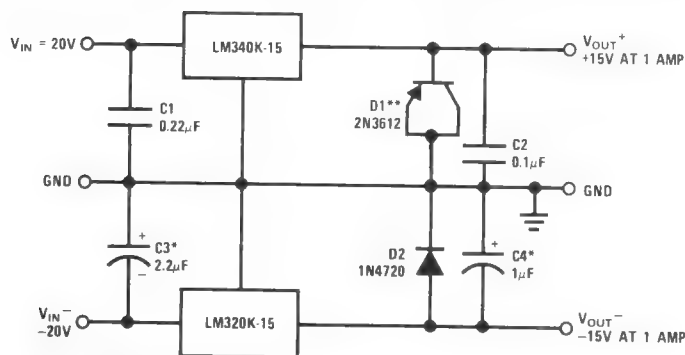 V_IN = 20V
LM340K-15
V_OUT⁺
+15V AT 1 AMP
C1
0.22μF
D1**
2N3612
C2
0.1μF
GND
GND
+
C3*
2.2μF
−
D2
1N4720
+
C4*
1μF
V_IN⁻
−20V
LM320K-15
V_OUT⁻
−15V AT 1 AMP